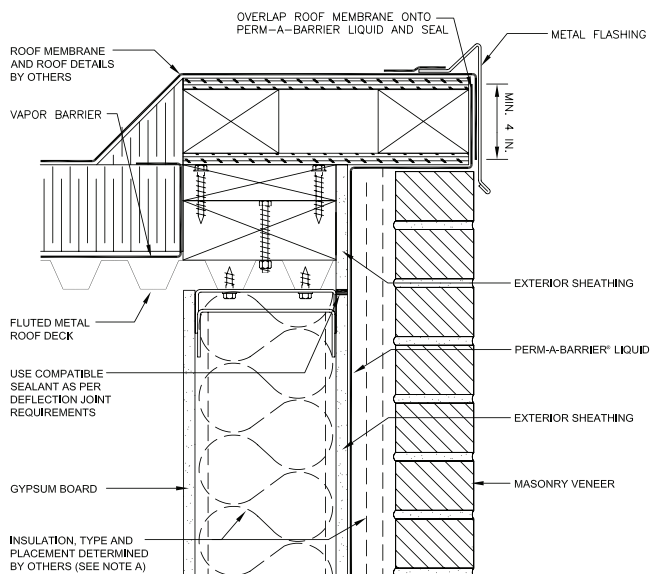 OVERLAP ROOF MEMBRANE ONTO
PERM-A-BARRIER LIQUID AND SEAL
METAL FLASHING
ROOF MEMBRANE
AND ROOF DETAILS
BY OTHERS
VAPOR BARRIER
MIN. 4 IN.
EXTERIOR SHEATHING
FLUTED METAL
ROOF DECK
PERM-A-BARRIER® LIQUID
USE COMPATIBLE
SEALANT AS PER
DEFLECTION JOINT
REQUIREMENTS
EXTERIOR SHEATHING
GYPSUM BOARD
MASONRY VENEER
INSULATION, TYPE AND
PLACEMENT DETERMINED
BY OTHERS (SEE NOTE A)